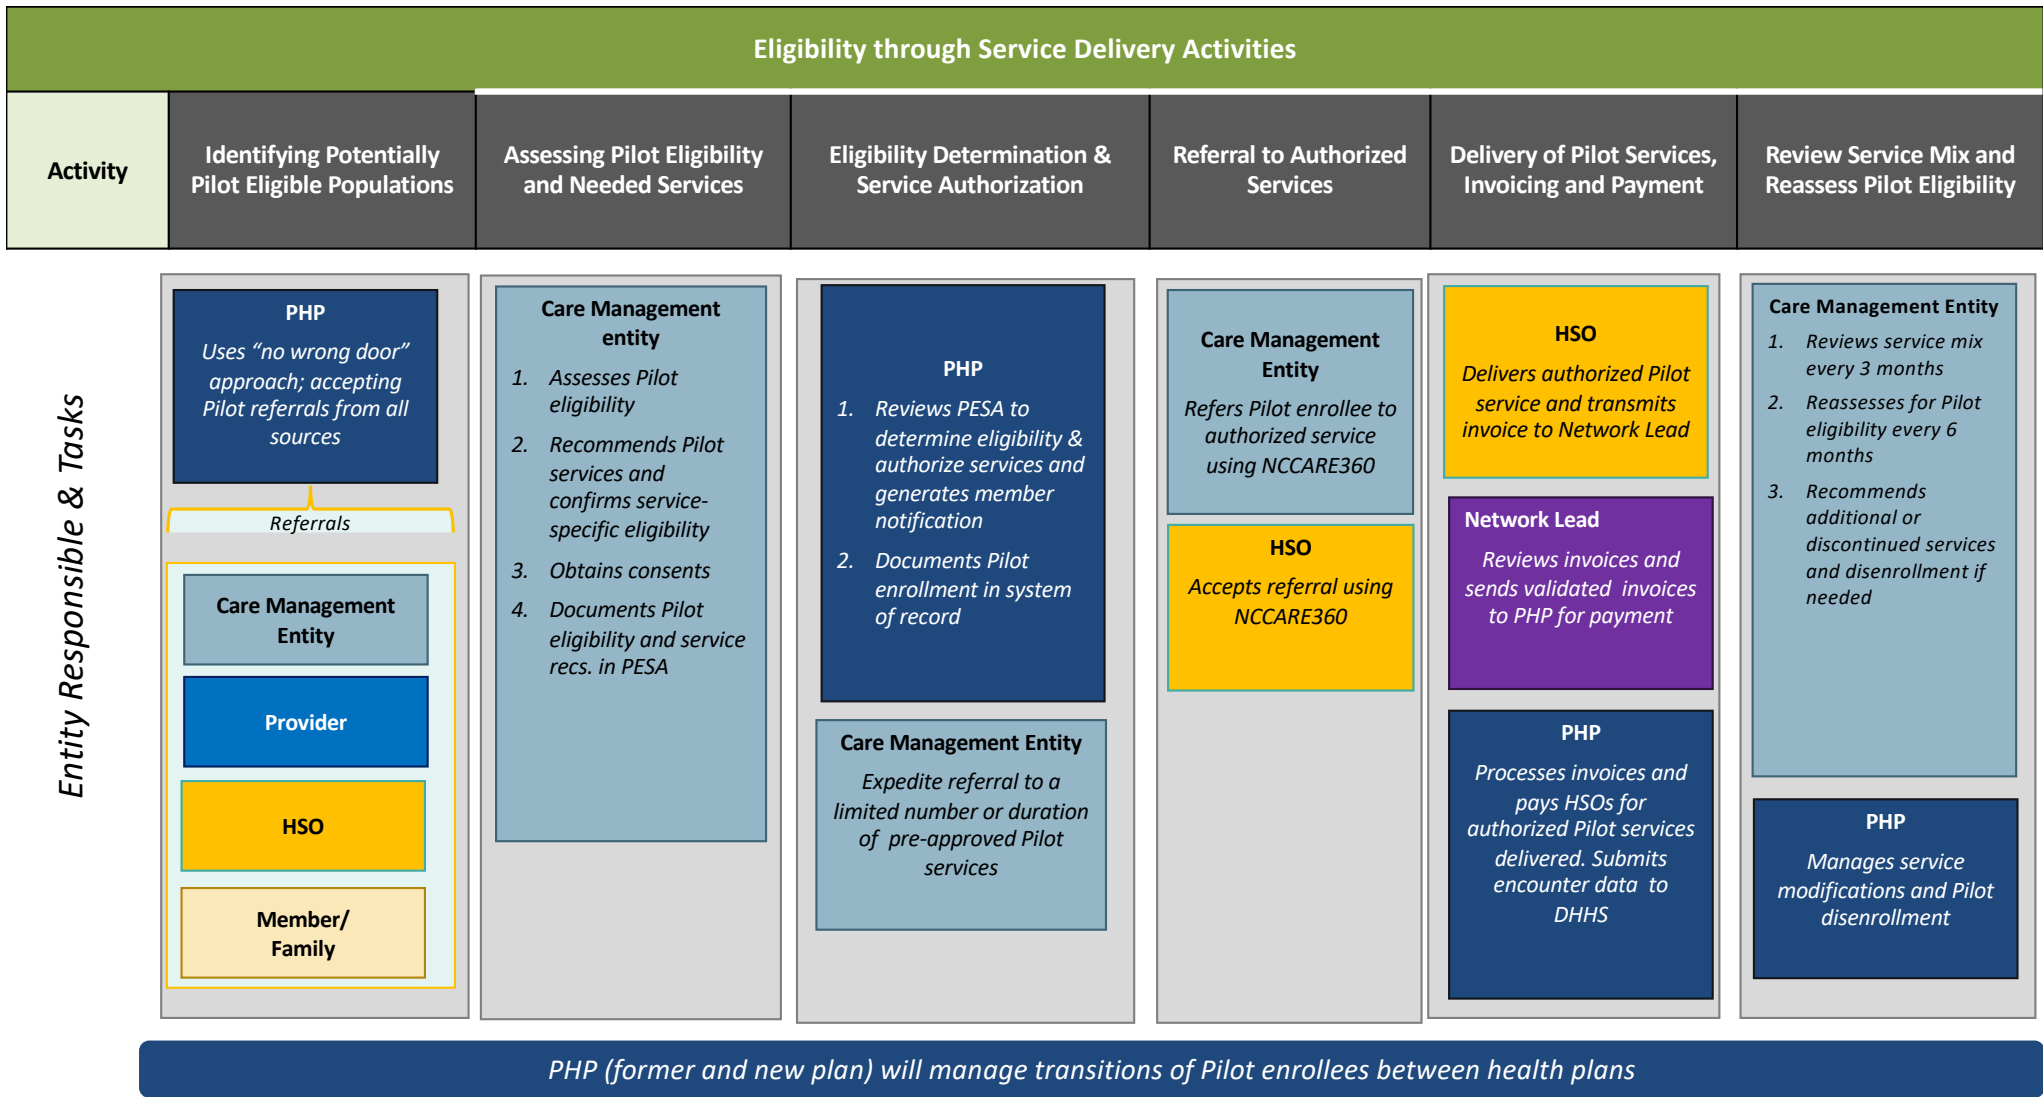 Eligibility through Service Delivery Activities
Activity
Identifying Potentially
Pilot Eligible Populations
Assessing Pilot Eligibility
and Needed Services
Eligibility Determination &
Service Authorization
Referral to Authorized
Services
Delivery of Pilot Services,
Invoicing and Payment
Review Service Mix and
Reassess Pilot Eligibility
Entity Responsible & Tasks
PHP
Uses “no wrong door”
approach; accepting
Pilot referrals from all
sources
Referrals
Care Management
Entity
Provider
HSO
Member/
Family
Care Management
entity
1. Assesses Pilot
eligibility
2. Recommends Pilot
services and
confirms service-
specific eligibility
3. Obtains consents
4. Documents Pilot
eligibility and service
recs. in PESA
PHP
1. Reviews PESA to
determine eligibility &
authorize services and
generates member
notification
2. Documents Pilot
enrollment in system
of record
Care Management Entity
Expedite referral to a
limited number or duration
of pre-approved Pilot
services
Care Management
Entity
Refers Pilot enrollee to
authorized service
using NCCARE360
HSO
Accepts referral using
NCCARE360
HSO
Delivers authorized Pilot
service and transmits
invoice to Network Lead
Network Lead
Reviews invoices and
sends validated invoices
to PHP for payment
PHP
Processes invoices and
pays HSOs for
authorized Pilot services
delivered. Submits
encounter data to
DHHS
Care Management Entity
1. Reviews service mix
every 3 months
2. Reassesses for Pilot
eligibility every 6
months
3. Recommends
additional or
discontinued services
and disenrollment if
needed
PHP
Manages service
modifications and Pilot
disenrollment
PHP (former and new plan) will manage transitions of Pilot enrollees between health plans